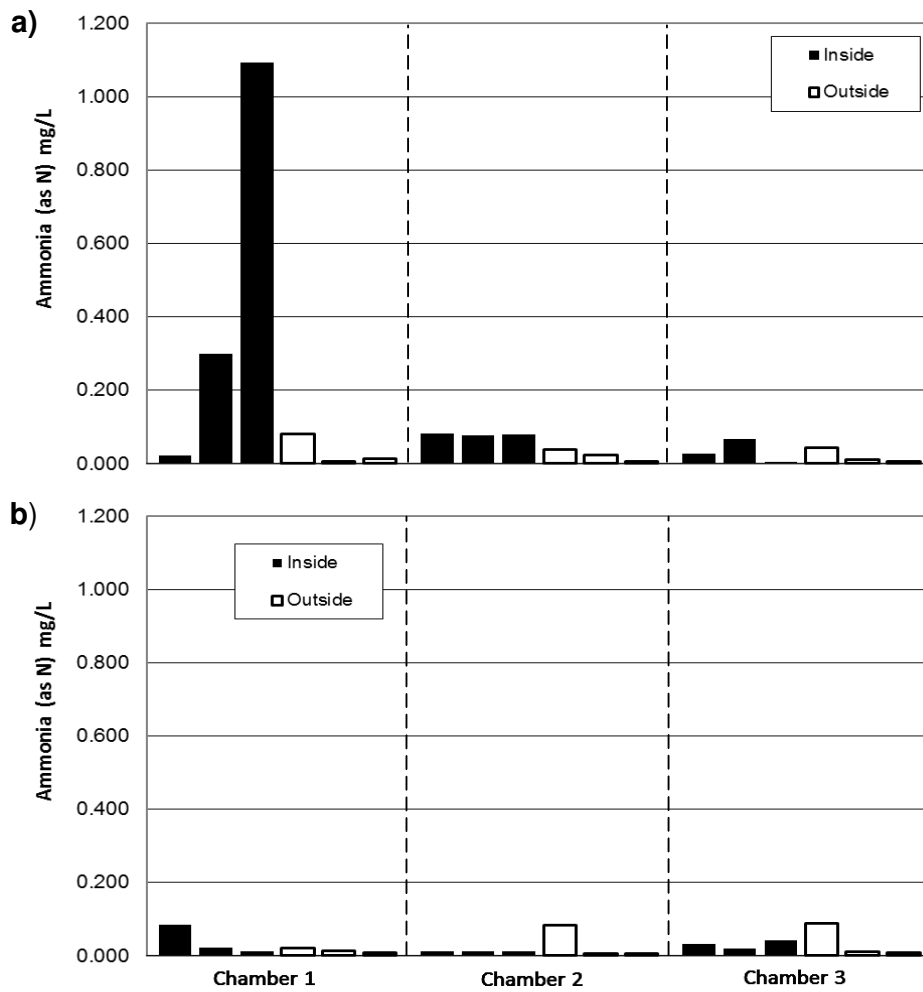 a)
Ammonia (as N) mg/L
1.200
1.000
0.800
0.600
0.400
0.200
0.000
Inside
Outside
b)
Ammonia (as N) mg/L
1.200
1.000
0.800
0.600
0.400
0.200
0.000
Inside
Outside
Chamber 1
Chamber 2
Chamber 3